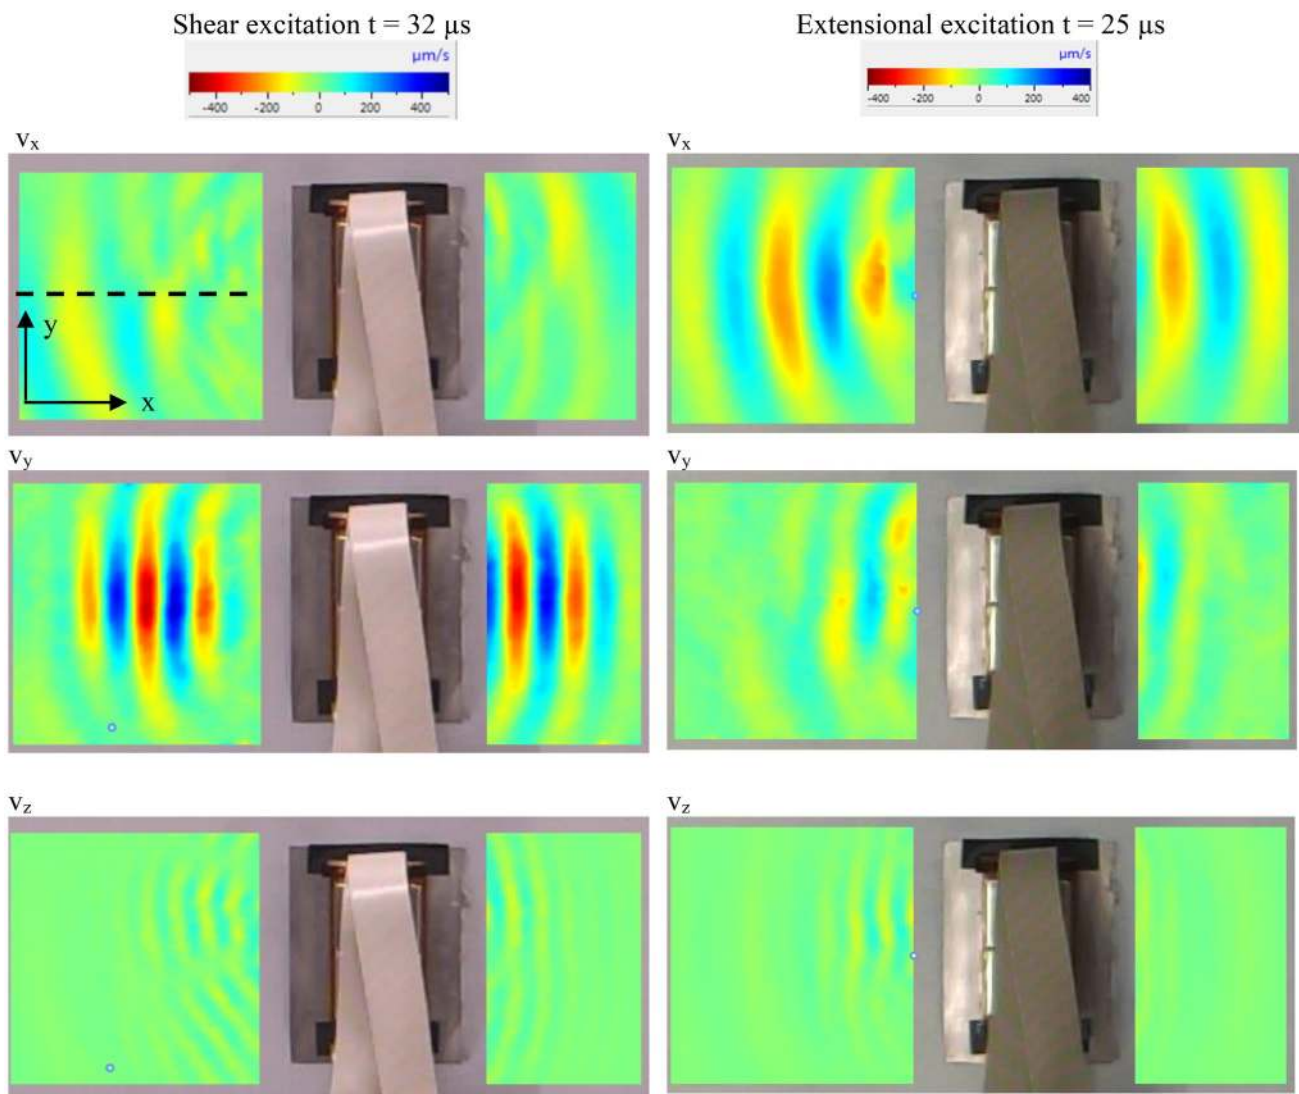 Shear excitation t = 32 μs
Extensional excitation t = 25 μs
μm/s
-400 -200 0 200 400
μm/s
-400 -200 0 200 400
vx
vx
y
x
vy
vy
vz
vz